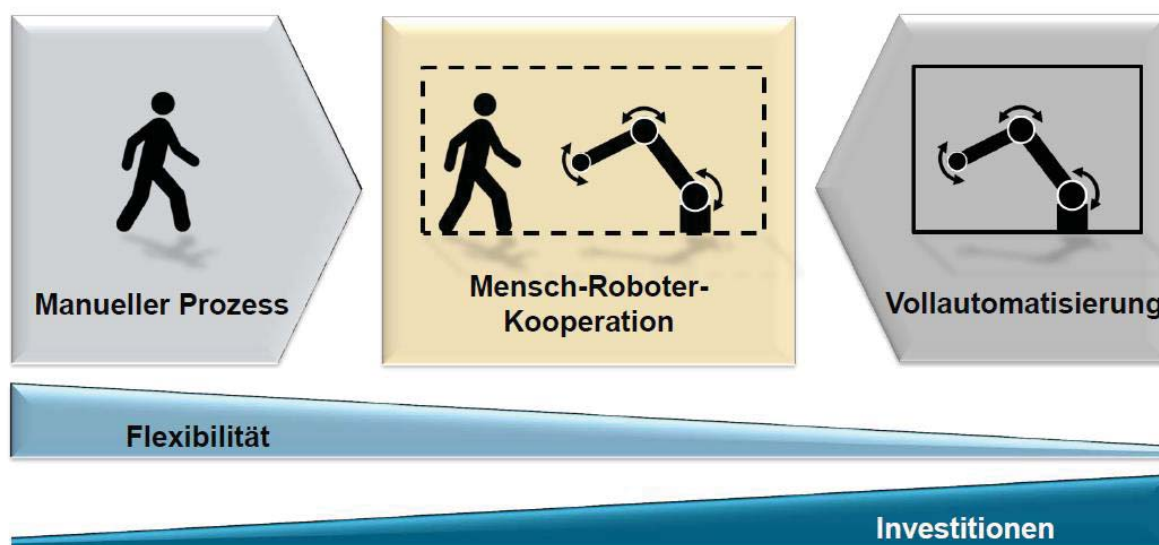 Manueller Prozess
Mensch-Roboter-
Kooperation
Vollautomatisierung
Flexibilität
Investitionen